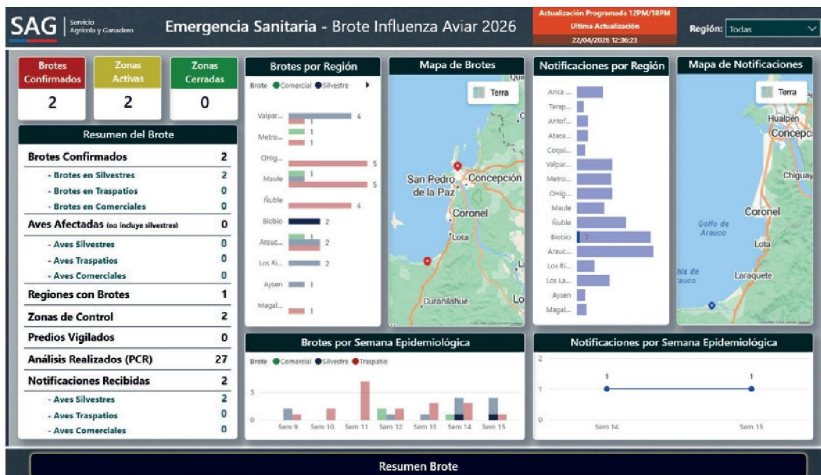 SAG Servicio Agrícola y Ganadero
Emergencia Sanitaria - Brote Influenza Aviar 2026
Actualización Programada 12PM/18PM
Ultima Actualización
22/04/2026 12:36:23
Región: Todas
Brotes Confirmados
2
Zonas Activas
2
Zonas Cerradas
0
Resumen del Brote
Brotes Confirmados 2
- Brotes en Silvestres 2
- Brotes en Traspatios 0
- Brotes en Comerciales 0
Aves Afectadas (no incluye silvestres) 0
- Aves Silvestres 0
- Aves Traspatios 0
- Aves Comerciales 0
Regiones con Brotes 1
Zonas de Control 2
Predios Vigilados 0
Análisis Realizados (PCR) 27
Notificaciones Recibidas 2
- Aves Silvestres 2
- Aves Traspatios 0
- Aves Comerciales 0
Brotes por Región
Brote Comercial Silvestre
Valpar... 4
1
Metro... 1
1
OHig... 5
Maule 1
5
Ñuble 4
Biobío 2
Arauc... 1
2
2
Los Rí... 2
Aysen 1
Magal... 1
Mapa de Brotes
Terra
San Pedro de la Paz
Concepción
Coronel
Lota
Curanilahue
Notificaciones por Región
Arica ...
Tarap...
Antof...
Ataca...
Coqui...
Valpar...
Metro...
OHig...
Maule
Ñuble
Biobío
Arauc...
Los Rí...
Los La...
Aysen
Magal...
Mapa de Notificaciones
Terra
Hualpén
Concepc
Chiguay
Coronel
Golfo de Arauco
Lota
Laraquete
Brotes por Semana Epidemiológica
Brote Comercial Silvestre Traspatio
5
0
Sem 9 Sem 10 Sem 11 Sem 12 Sem 13 Sem 14 Sem 15
Notificaciones por Semana Epidemiológica
2
1
0
1 1
Sem 14 Sem 15
Resumen Brote